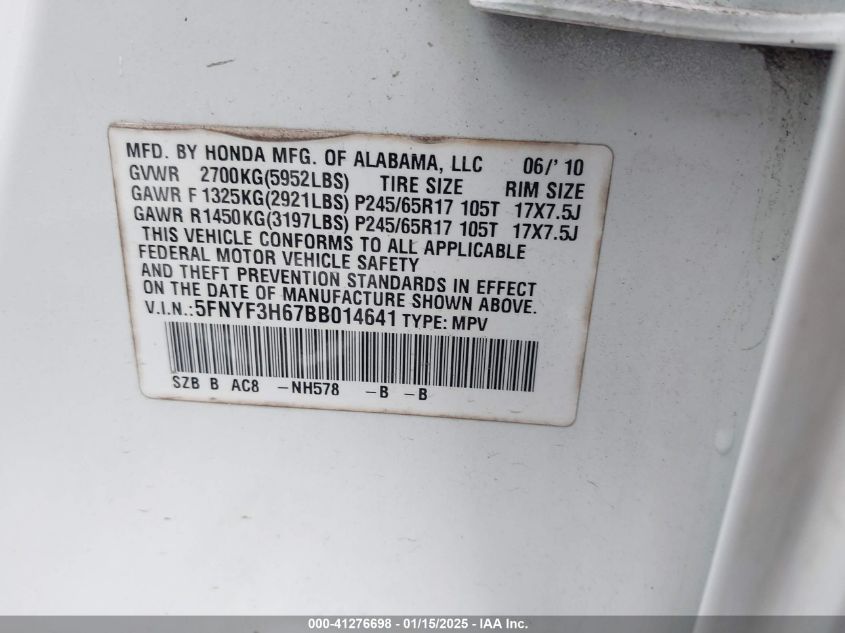 MFD. BY HONDA MFG. OF ALABAMA, LLC 06/'10
GVWR 2700KG(5952LBS) TIRE SIZE RIM SIZE
GAWR F 1325KG(2921LBS) P245/65R17 105T 17X7.5J
GAWR R1450KG(3197LBS) P245/65R17 105T 17X7.5J
THIS VEHICLE CONFORMS TO ALL APPLICABLE
FEDERAL MOTOR VEHICLE SAFETY
AND THEFT PREVENTION STANDARDS IN EFFECT
ON THE DATE OF MANUFACTURE SHOWN ABOVE.
V.I.N.:5FNYF3H67BB014641 TYPE: MPV
SZB B AC8 -NH578 -B -B
000-41276698 - 01/15/2025 - IAA Inc.